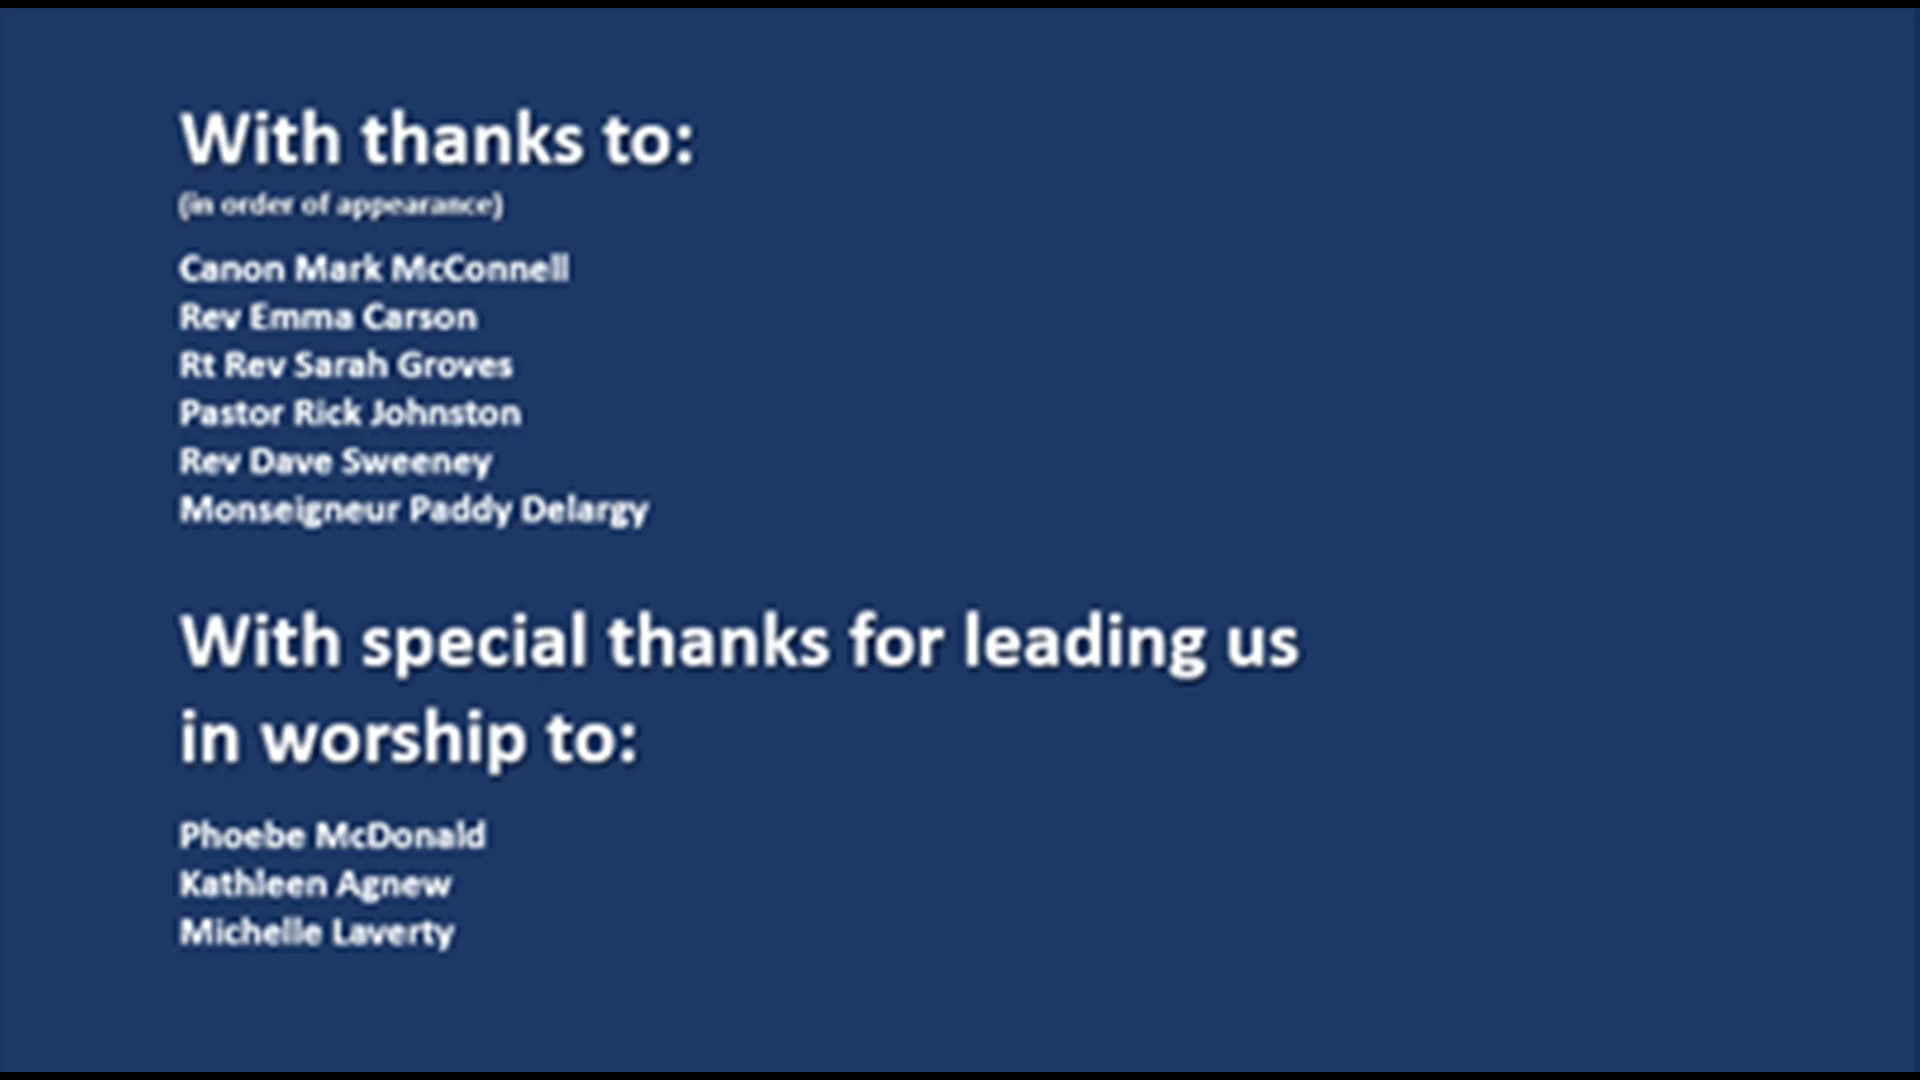 With thanks to:
(in order of appearance)
Canon Mark McConnell
Rev Emma Carson
Rt Rev Sarah Groves
Pastor Rick Johnston
Rev Dave Sweeney
Monseigneur Paddy Delargy
With special thanks for leading us
in worship to:
Phoebe McDonald
Kathleen Agnew
Michelle Laverty